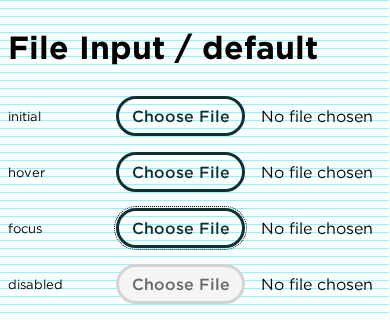 File Input / default
initial Choose File No file chosen
hover Choose File No file chosen
focus Choose File No file chosen
disabled Choose File No file chosen